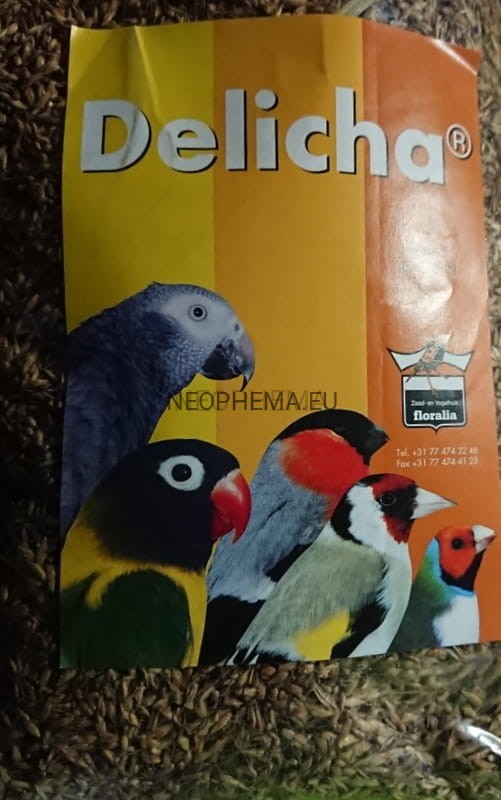 Delicha®
NEOPHEMA.EU
Zaad- en Vogelhuis
floralia
Tel. +31 77 474 22 46
Fax +31 77 474 41 23